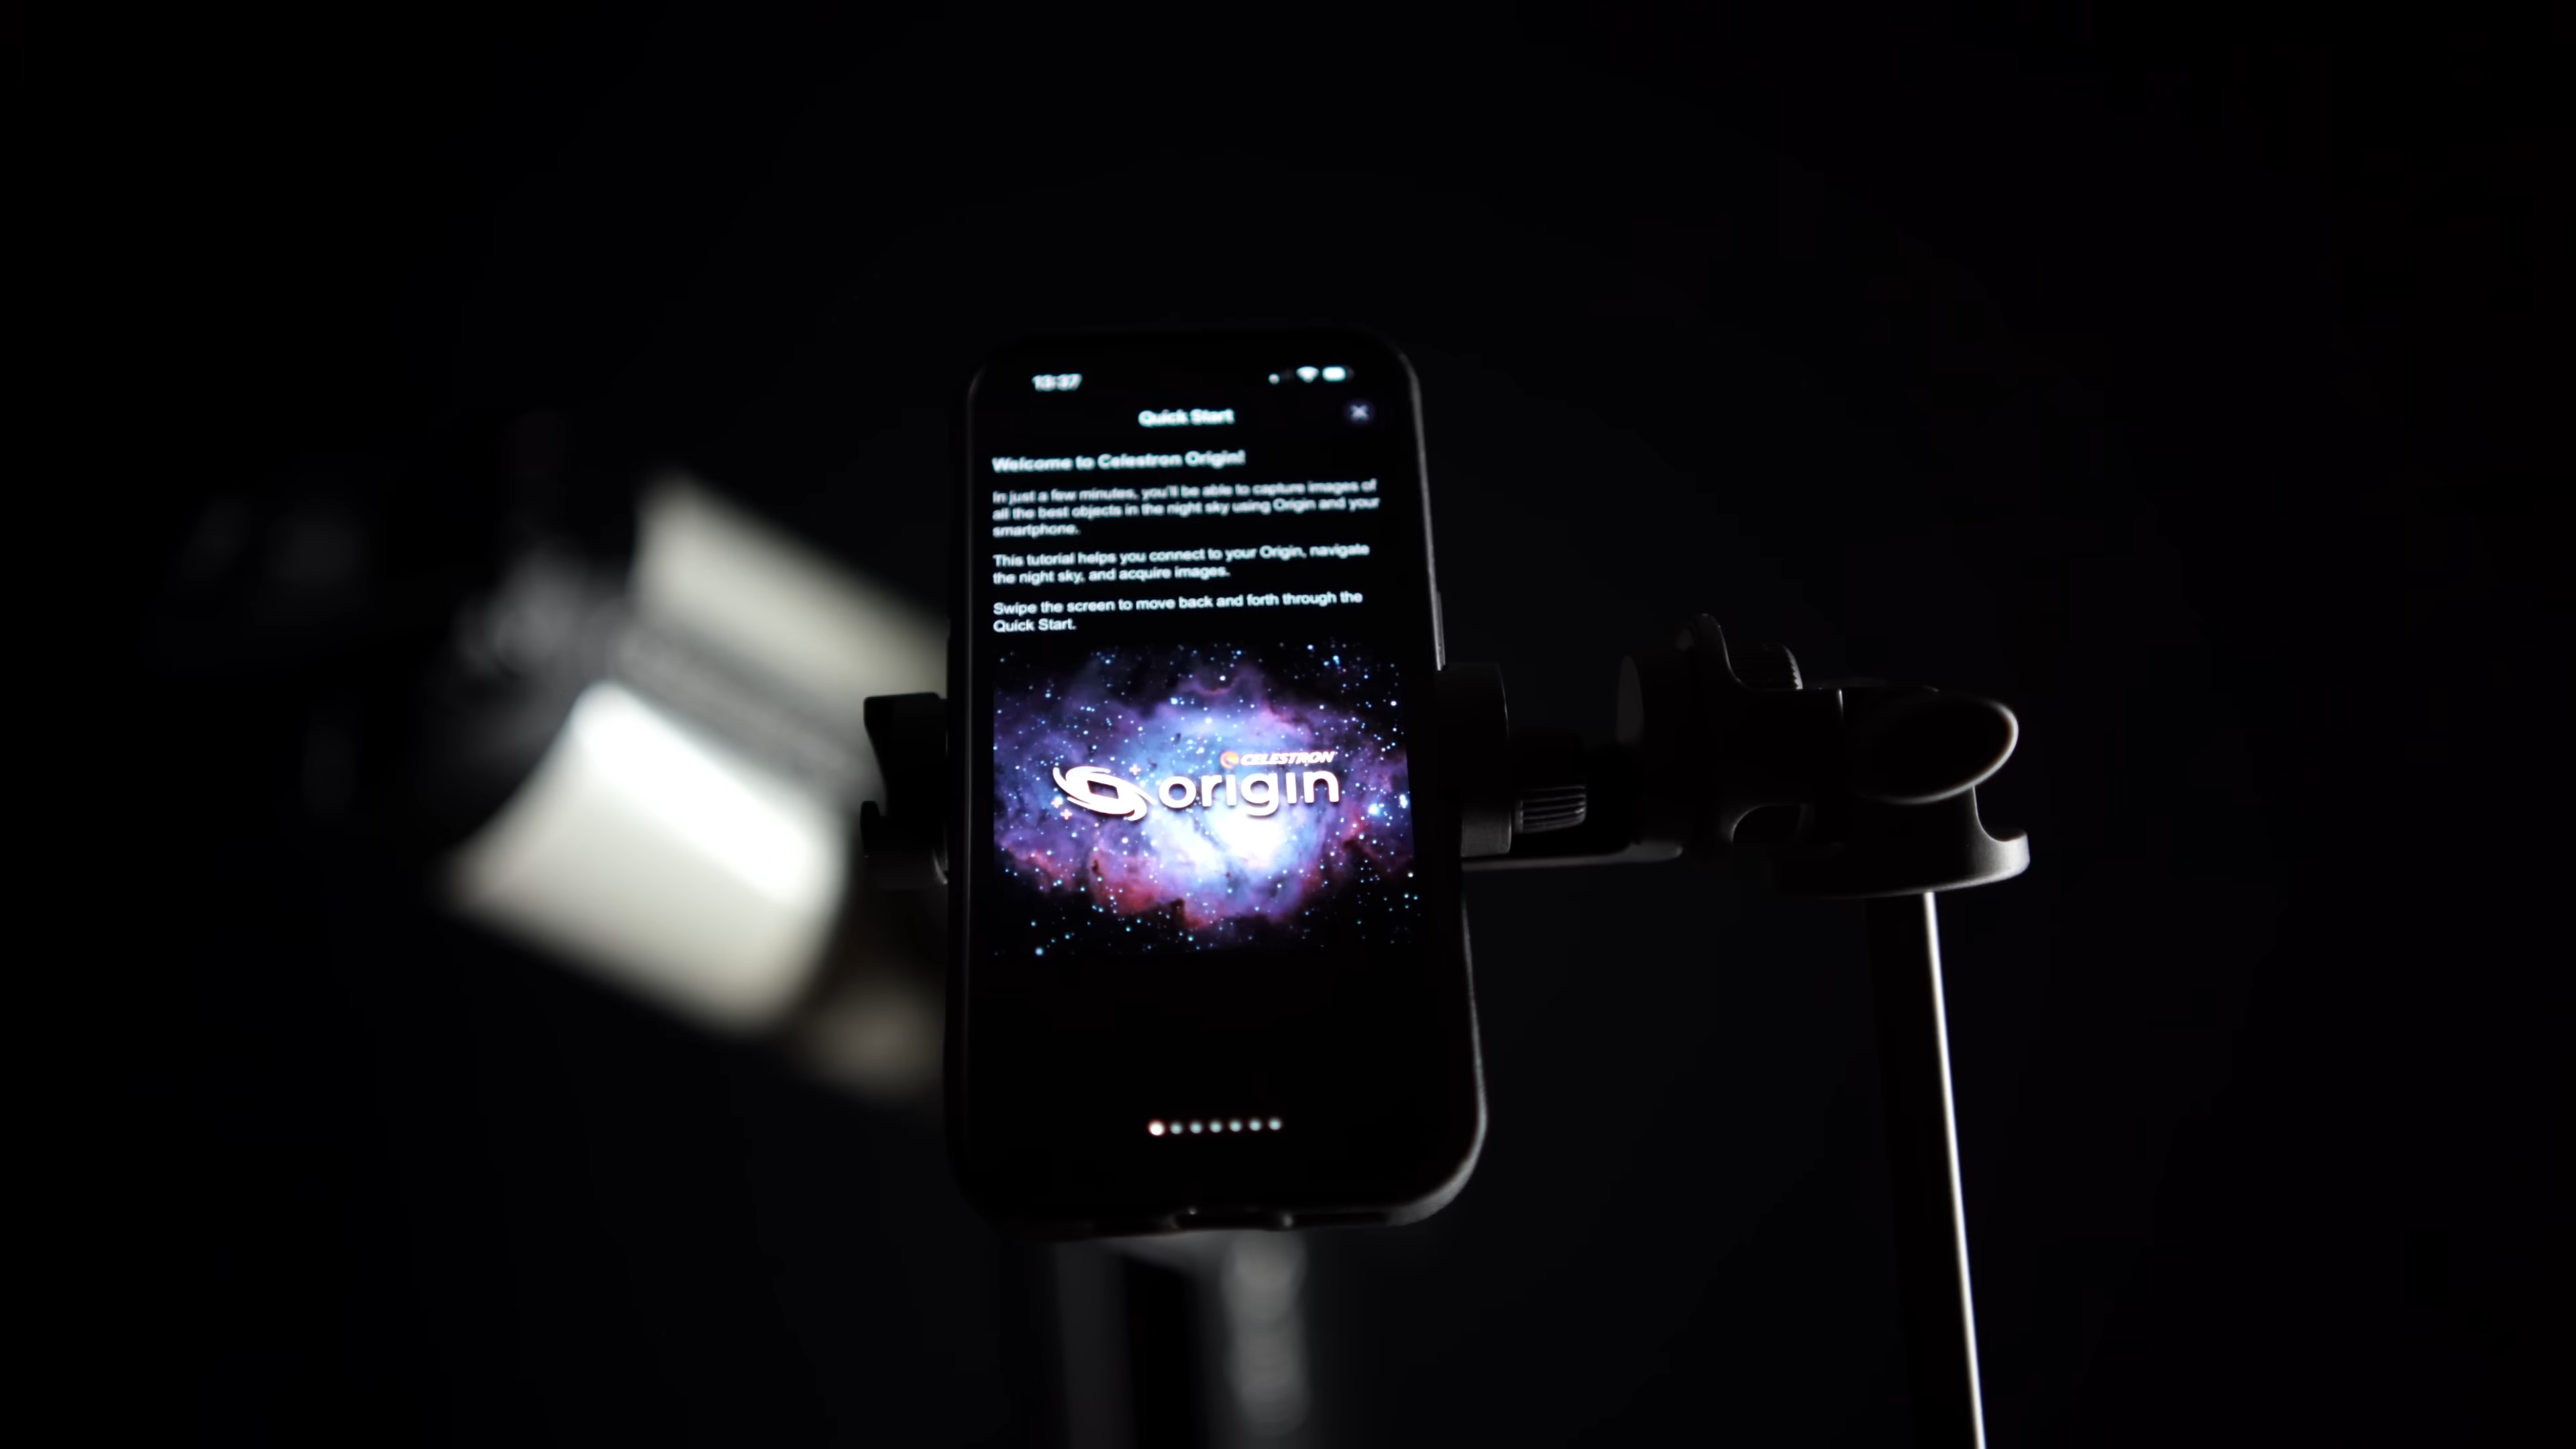 13:37
Quick Start
Welcome to Celestron Origin!
In just a few minutes, you'll be able to capture images of
all the best objects in the night sky using Origin and your
smartphone.
This tutorial helps you connect to your Origin, navigate
the night sky, and acquire images.
Swipe the screen to move back and forth through the
Quick Start.
CELESTRON
origin